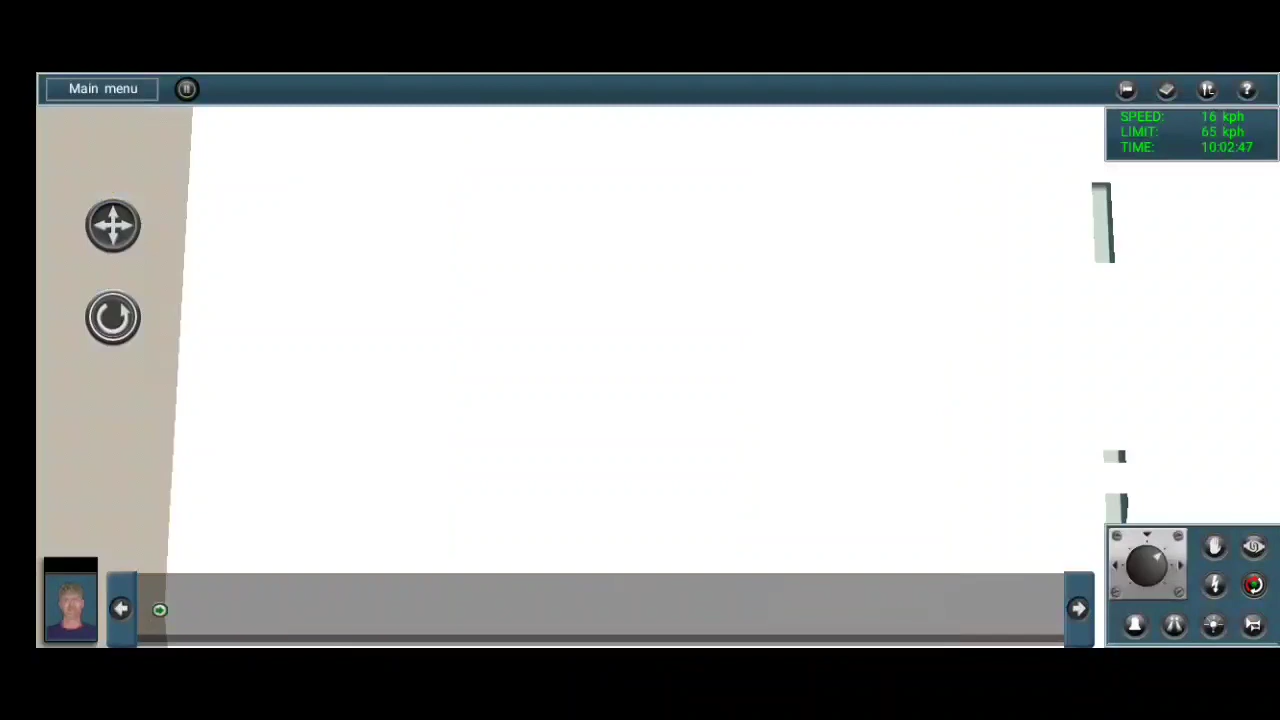 Main menu
SPEED: 16 kph
LIMIT: 65 kph
TIME: 10:02:47
?